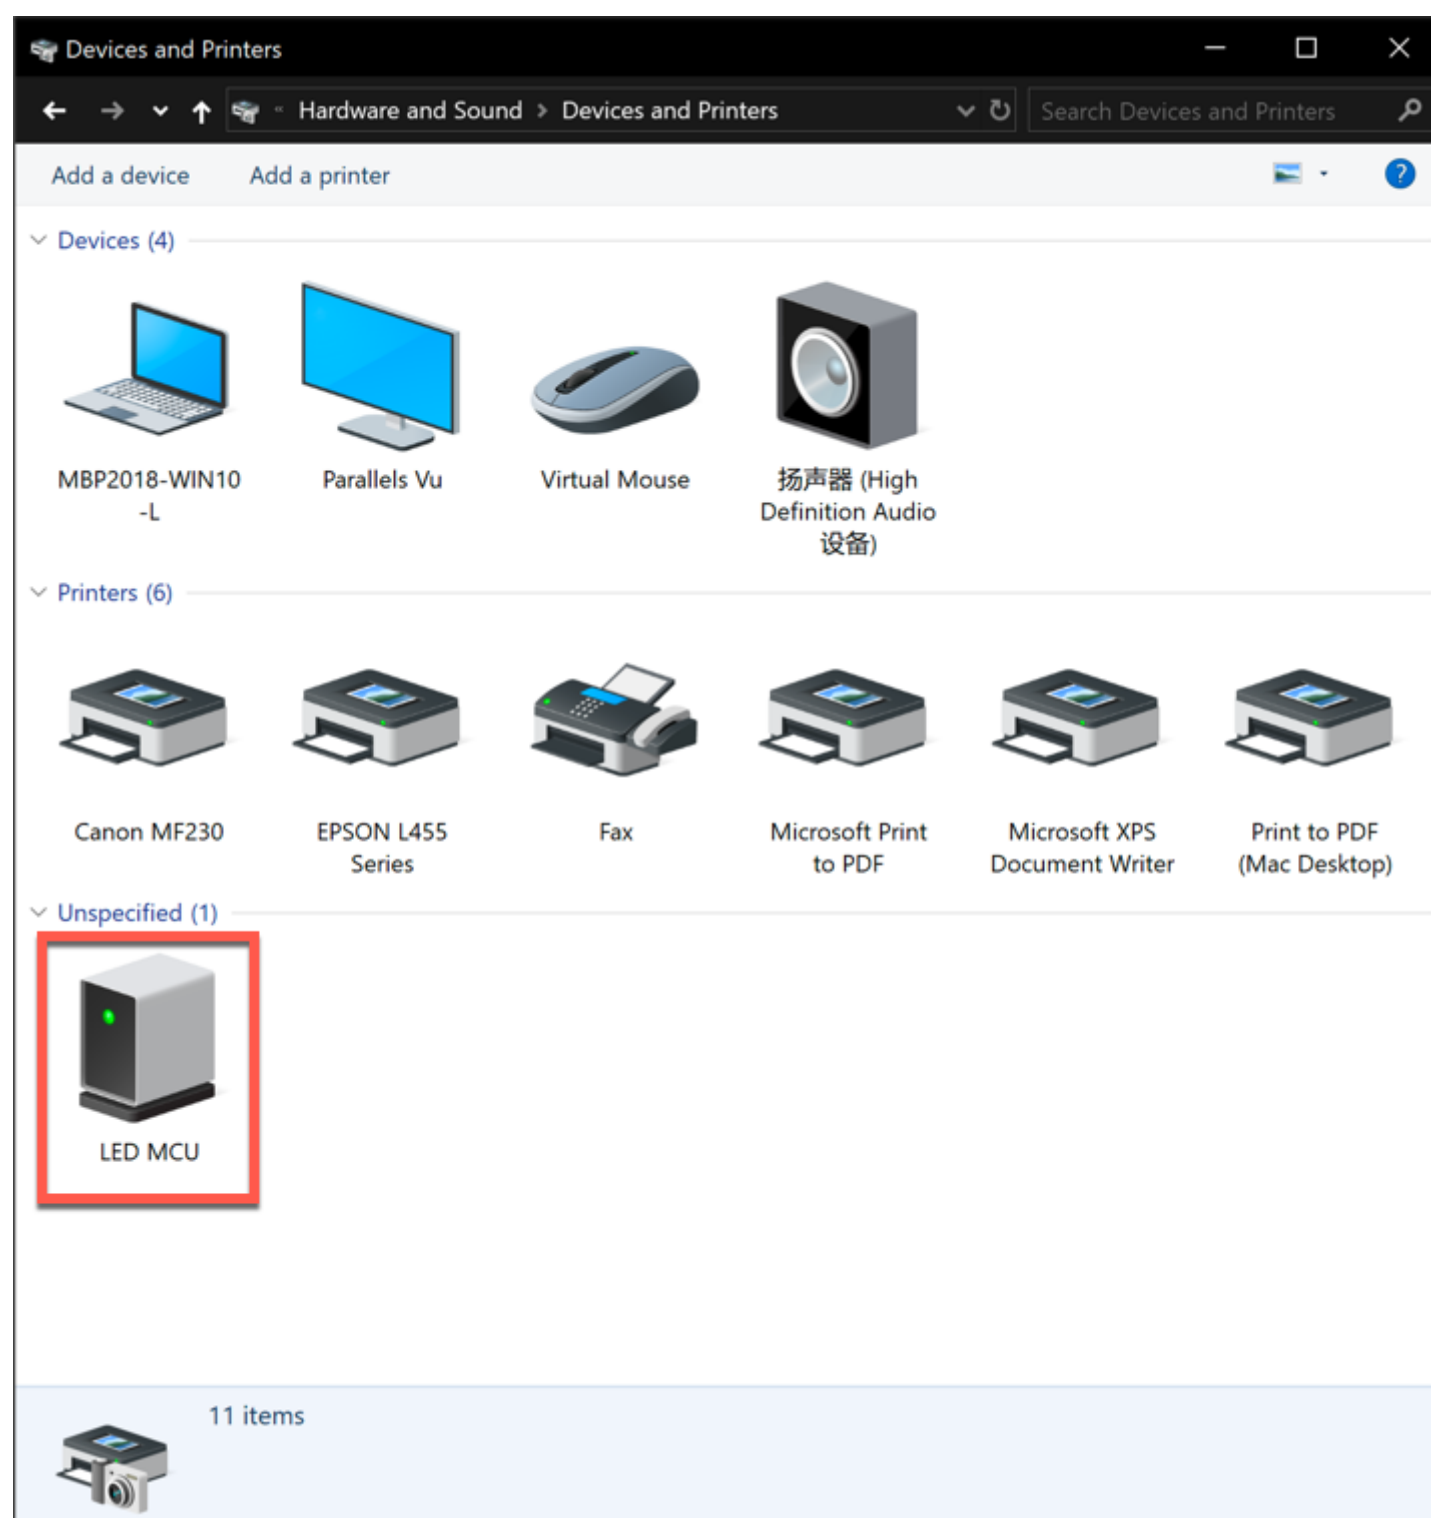 Devices and Printers
« Hardware and Sound > Devices and Printers
Search Devices and Printers
Add a device
Add a printer
?
Devices (4)
MBP2018-WIN10
-L
Parallels Vu
Virtual Mouse
扬声器 (High
Definition Audio
设备)
Printers (6)
Canon MF230
EPSON L455
Series
Fax
Microsoft Print
to PDF
Microsoft XPS
Document Writer
Print to PDF
(Mac Desktop)
Unspecified (1)
LED MCU
11 items